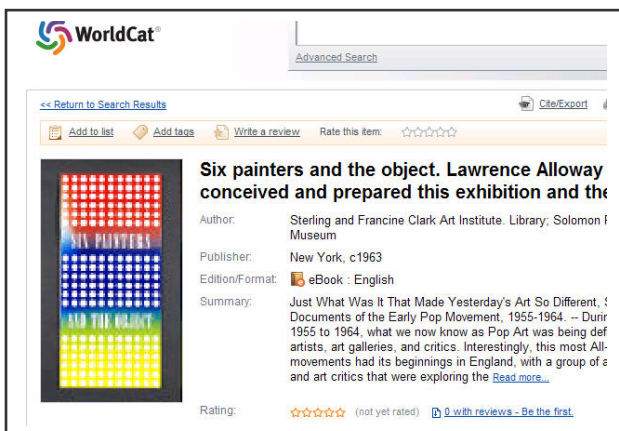 WorldCat®
Advanced Search
<< Return to Search Results
Cite/Export
Add to list Add tags Write a review Rate this item:
Six painters and the object. Lawrence Alloway
conceived and prepared this exhibition and the
Author: Sterling and Francine Clark Art Institute. Library; Solomon
Museum
Publisher: New York, c1963
Edition/Format: eBook : English
Summary: Just What Was It That Made Yesterday's Art So Different,
Documents of the Early Pop Movement, 1955-1964. -- Durin
1955 to 1964, what we now know as Pop Art was being def
artists, art galleries, and critics. Interestingly, this most All-
movements had its beginnings in England, with a group of a
and art critics that were exploring the Read more...
SIX PAINTERS
AND THE OBJECT
Rating: (not yet rated) 0 with reviews - Be the first.